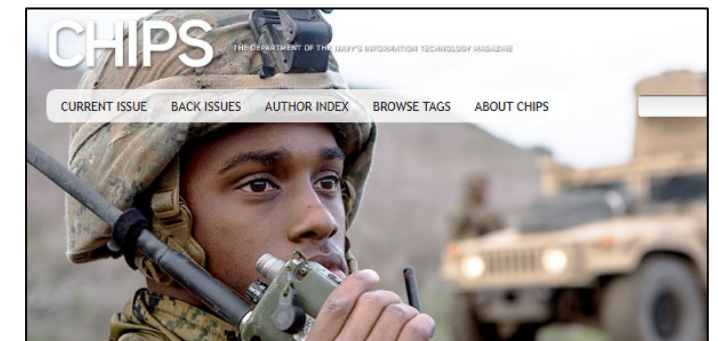 CHIPS
THE DEPARTMENT OF THE NAVY'S INFORMATION TECHNOLOGY MAGAZINE
CURRENT ISSUE BACK ISSUES AUTHOR INDEX BROWSE TAGS ABOUT CHIPS